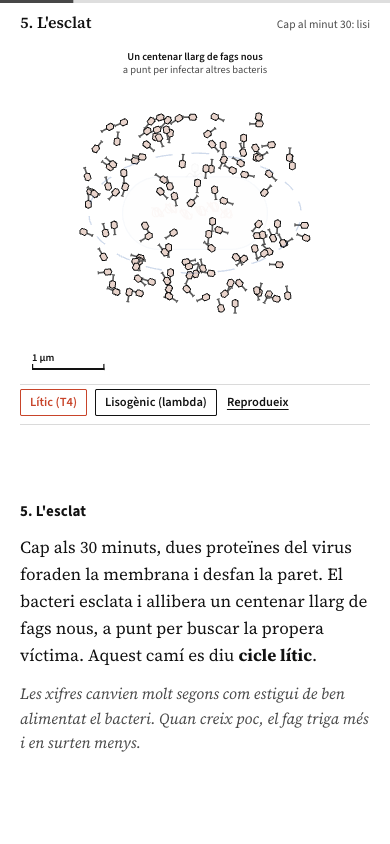 5. L'esclat
Cap al minut 30: lisi
Un centenar llarg de fags nous
a punt per infectar altres bacteris
1 µm
Lític (T4)
Lisogènic (lambda)
Reprodueix
5. L'esclat
Cap als 30 minuts, dues proteïnes del virus
foraden la membrana i desfan la paret. El
bacteri esclata i allibera un centenar llarg de
fags nous, a punt per buscar la propera
víctima. Aquest camí es diu cicle lític.
Les xifres canvien molt segons com estigui de ben
alimentat el bacteri. Quan creix poc, el fag triga més
i en surten menys.